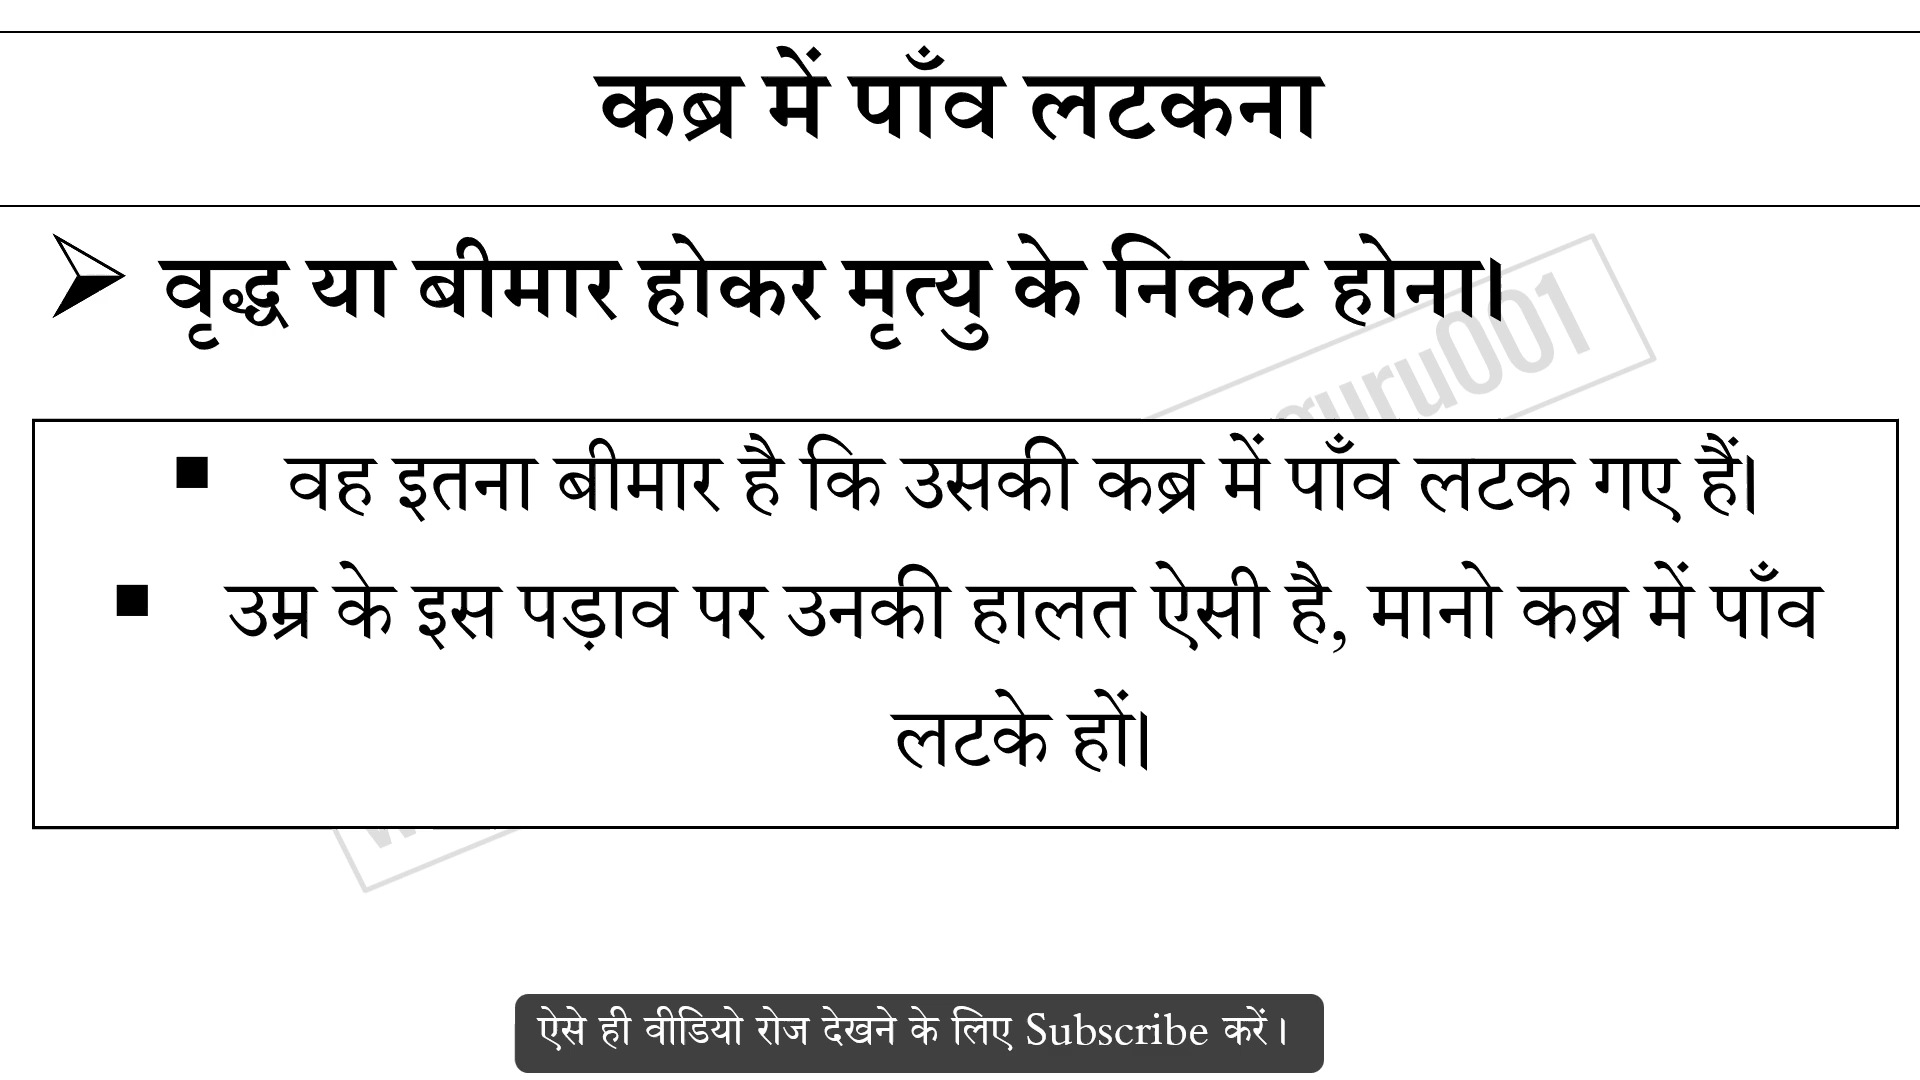 कब्र में पाँव लटकना
वृद्ध या बीमार होकर मृत्यु के निकट होना।
guru001
वह इतना बीमार है कि उसकी कब्र में पाँव लटक गए हैं।
उम्र के इस पड़ाव पर उनकी हालत ऐसी है, मानो कब्र में पाँव
लटके हों।
ऐसे ही वीडियो रोज देखने के लिए Subscribe करें।